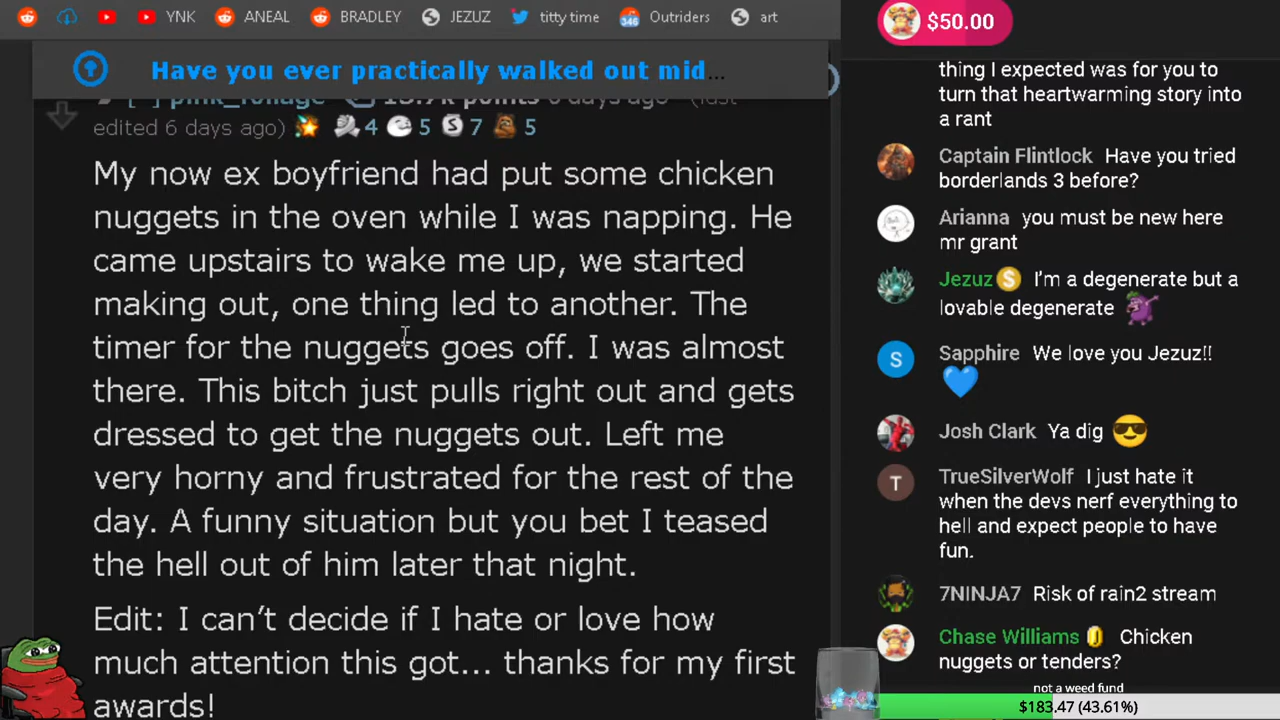 YNK ANEAL BRADLEY JEZUZ titty time 346 Outriders art
$50.00
Have you ever practically walked out mid...
[-] pink_foliage 15.7k points 6 days ago (last
edited 6 days ago) 4 5 S 7 5
My now ex boyfriend had put some chicken
nuggets in the oven while I was napping. He
came upstairs to wake me up, we started
making out, one thing led to another. The
timer for the nuggets goes off. I was almost
there. This bitch just pulls right out and gets
dressed to get the nuggets out. Left me
very horny and frustrated for the rest of the
day. A funny situation but you bet I teased
the hell out of him later that night.
Edit: I can't decide if I hate or love how
much attention this got... thanks for my first
awards!
thing I expected was for you to
turn that heartwarming story into
a rant
Captain Flintlock Have you tried
borderlands 3 before?
Arianna you must be new here
mr grant
Jezuz S I'm a degenerate but a
lovable degenerate
S Sapphire We love you Jezuz!!
Josh Clark Ya dig
T TrueSilverWolf I just hate it
when the devs nerf everything to
hell and expect people to have
fun.
7NINJA7 Risk of rain2 stream
Chase Williams Chicken
nuggets or tenders?
not a weed fund
$183.47 (43.61%)